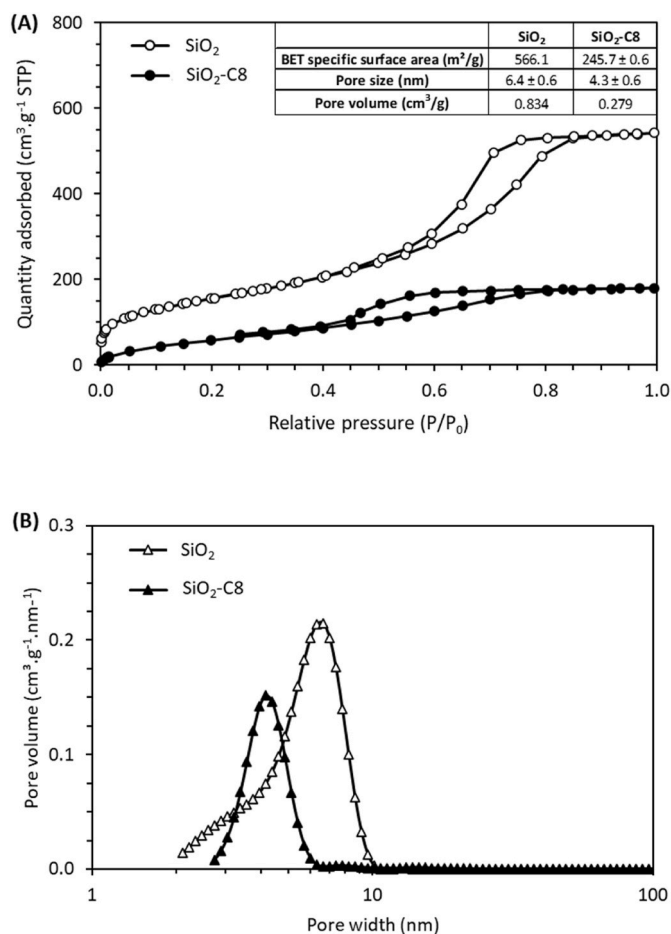 (A)
800
600
400
200
0
Quantity adsorbed (cm³.g⁻¹ STP)
SiO₂
SiO₂-C8
SiO₂ SiO₂-C8
BET specific surface area (m²/g) 566.1 245.7 ± 0.6
Pore size (nm) 6.4 ± 0.6 4.3 ± 0.6
Pore volume (cm³/g) 0.834 0.279
0.0 0.2 0.4 0.6 0.8 1.0
Relative pressure (P/P₀)
(B)
0.3
0.2
0.1
0.0
Pore volume (cm³.g⁻¹.nm-¹)
SiO₂
SiO₂-C8
1 10 100
Pore width (nm)